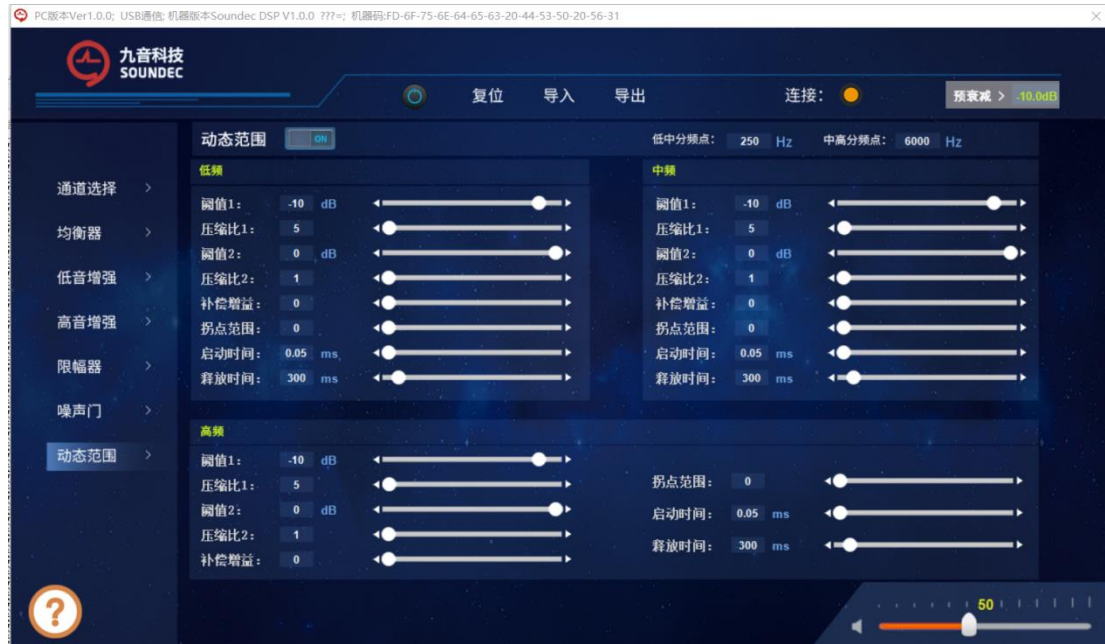 PC版本Ver1.0.0; USB通信; 机器版本Soundec DSP V1.0.0 ???=; 机器码:FD-6F-75-6E-64-65-63-20-44-53-50-20-56-31
九音科技
SOUNDEC
复位 导入 导出 连接: 预衰减 > -10.0dB
动态范围 ON 低中分频点: 250 Hz 中高分频点: 6000 Hz
通道选择 >
均衡器 >
低音增强 >
高音增强 >
限幅器 >
噪声门 >
动态范围 >
低频
阈值1: -10 dB
压缩比1: 5
阈值2: 0 dB
压缩比2: 1
补偿增益: 0
拐点范围: 0
启动时间: 0.05 ms
释放时间: 300 ms
中频
阈值1: -10 dB
压缩比1: 5
阈值2: 0 dB
压缩比2: 1
补偿增益: 0
拐点范围: 0
启动时间: 0.05 ms
释放时间: 300 ms
高频
阈值1: -10 dB
压缩比1: 5
阈值2: 0 dB
压缩比2: 1
补偿增益: 0
拐点范围: 0
启动时间: 0.05 ms
释放时间: 300 ms
?
50